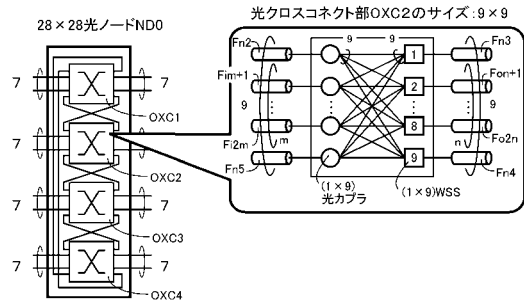 28×28光ノードND0
7
7
OXC1
7
7
OXC2
7
7
OXC3
7
7
OXC4
光クロスコネクト部OXC2のサイズ:9×9
Fn2
9
9
1
Fn3
Fim+1
2
Fon+1
9
9
Fi2m
m
8
n
Fo2n
Fn5
9
Fn4
(1×9)
光カプラ
(1×9)WSS